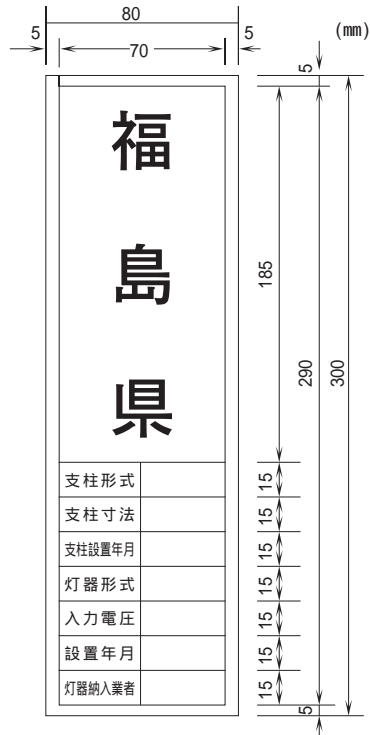 80
5
5
(mm)
70
5
福
島
県
185
290
300
支柱形式
15
支柱寸法
15
支柱設置年月
15
灯器形式
15
入力電圧
15
設置年月
15
灯器納入業者
15
5